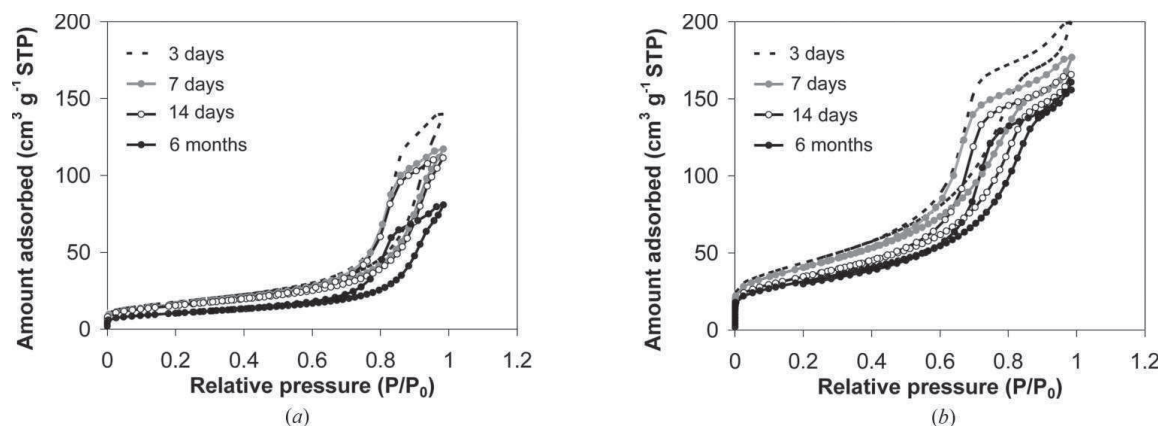 200
150
100
50
0
Amount adsorbed (cm³ g⁻¹ STP)
3 days
7 days
14 days
6 months
0 0.2 0.4 0.6 0.8 1 1.2
Relative pressure (P/P₀)
(a)
200
150
100
50
0
Amount adsorbed (cm³ g⁻¹ STP)
3 days
7 days
14 days
6 months
0 0.2 0.4 0.6 0.8 1 1.2
Relative pressure (P/P₀)
(b)